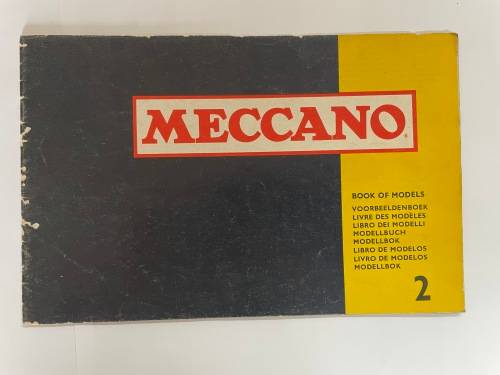 MECCANO
BOOK OF MODELS
VOORBEELDENBOEK
LIVRE DES MODÈLES
LIBRO DEI MODELLI
MODELLBUCH
MODELLBOK
LIBRO DE MODELOS
LIVRO DE MODELOS
MODELLBOK
2